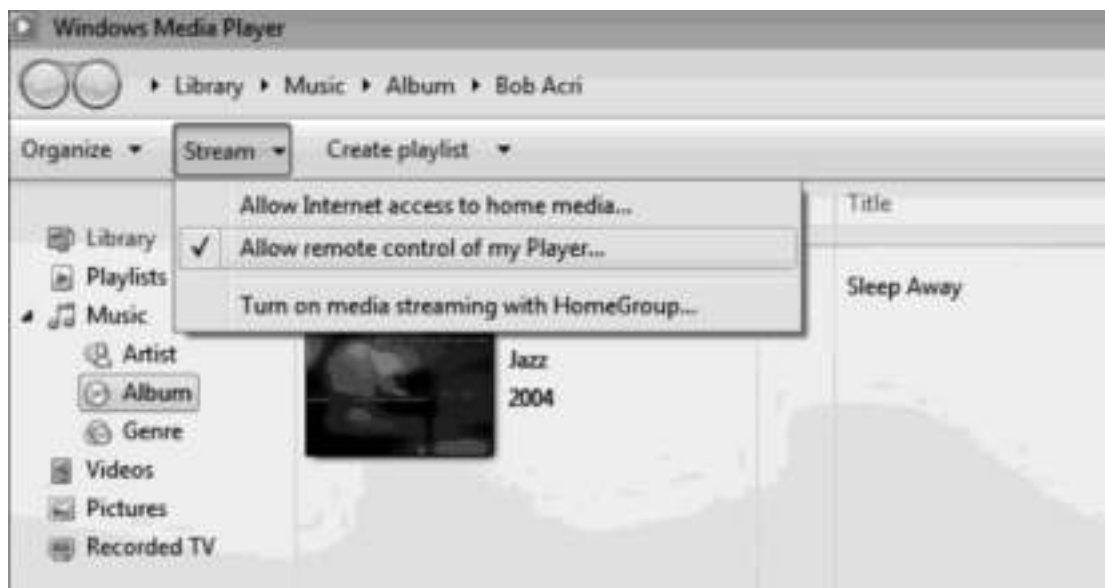 Windows Media Player
Library Music Album Bob Acri
Organize Stream Create playlist
Allow Internet access to home media...
Allow remote control of my Player...
Turn on media streaming with HomeGroup...
Title
Sleep Away
Library
Playlists
Music
Artist
Album
Genre
Videos
Pictures
Recorded TV
Jazz
2004